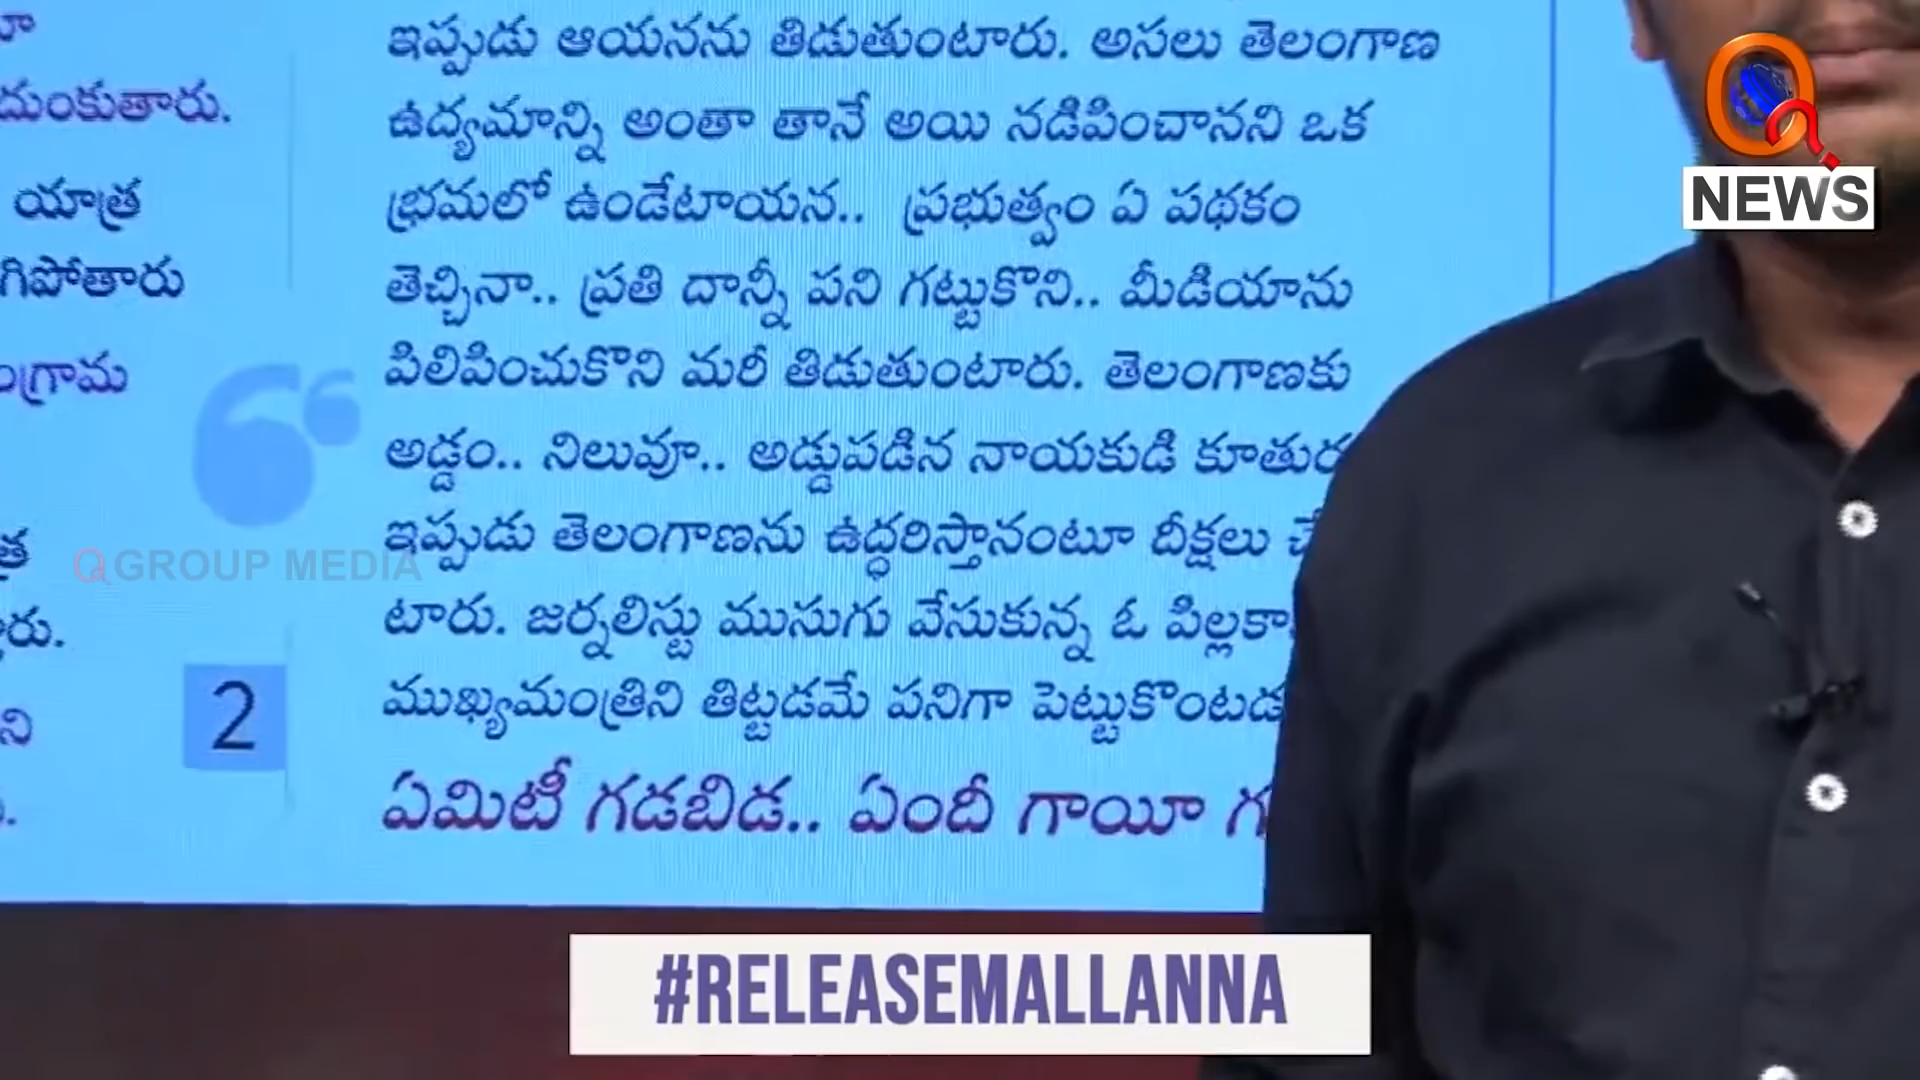 దుంకుతారు.
యాత్ర
ఇప్పుడు ఆయనను తిడుతుంటారు. అసలు తెలంగాణ
ఉద్యమాన్ని అంతా తానే అయి నడిపించానని ఒక
భ్రమలో ఉండేటాయన.. ప్రభుత్వం ఏ పథకం
తెచ్చినా.. ప్రతి దాన్నీ పని గట్టుకొని.. మీడియాను
పిలిపించుకొని మరీ తిడుతుంటారు. తెలంగాణకు
అడ్డం.. నిలువూ.. అడ్డుపడిన నాయకుడి
ఇప్పుడు తెలంగాణను ఉద్ధరిస్తానంటూ దీక్షలు
టారు. జర్నలిస్టు ముసుగు వేసుకున్న ఓ
ముఖ్యమంత్రిని తిట్టడమే పనిగా
ఏమిటీ గడబిడ.. ఏందీ గాయీ
2
QGROUP MEDIA
Q NEWS
#RELEASEMALLANNA